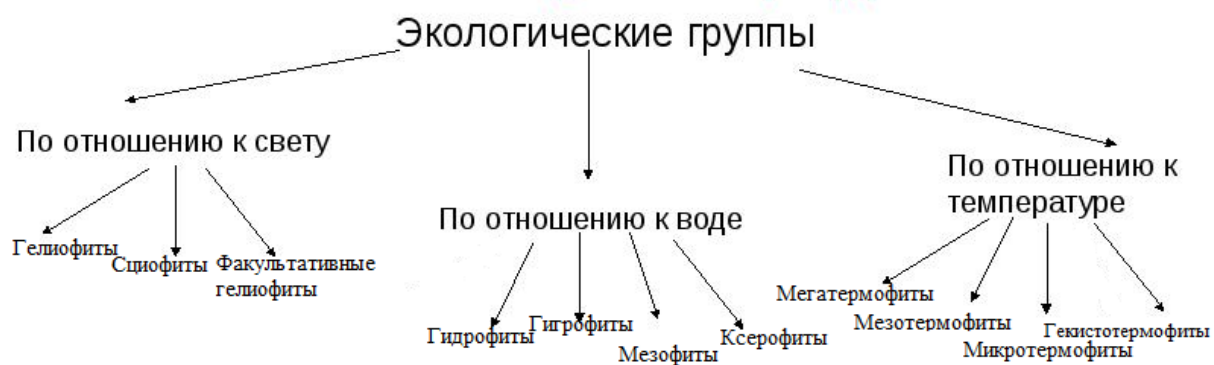 Экологические группы
По отношению к свету
Гелиофиты
Сциофиты
Факультативные
гелиофиты
По отношению к воде
Гидрофиты
Гигрофиты
Мезофиты
Ксерофиты
По отношению к
температуре
Мегатермофиты
Мезотермофиты
Микротермофиты
Гекистотермофиты